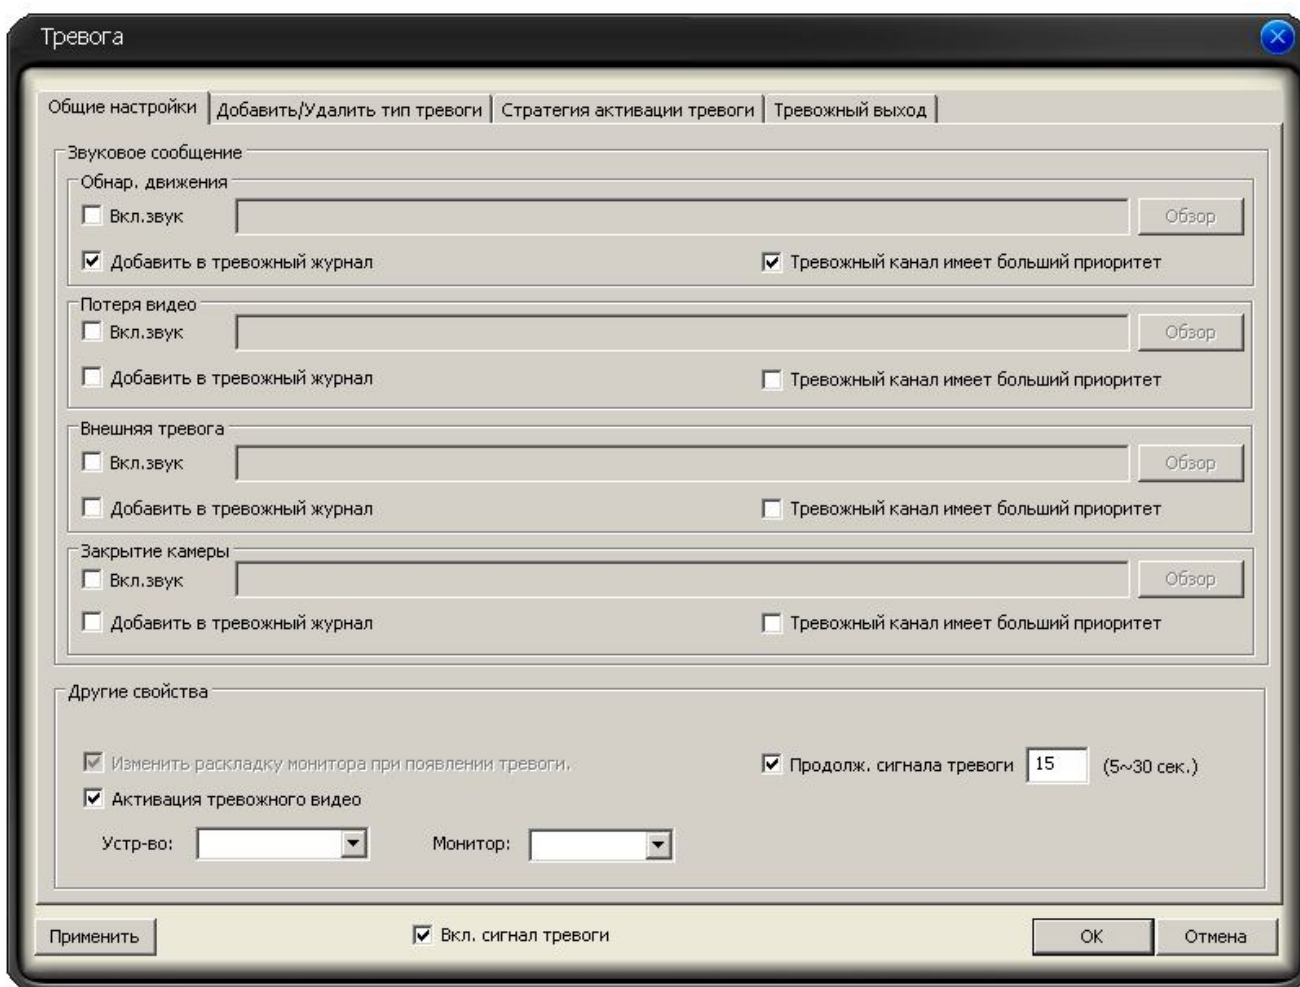 Тревога
Общие настройки Добавить/Удалить тип тревоги Стратегия активации тревоги Тревожный выход
Звуковое сообщение
Обнар. движения
Вкл.звук Обзор
Добавить в тревожный журнал Тревожный канал имеет больший приоритет
Потеря видео
Вкл.звук Обзор
Добавить в тревожный журнал Тревожный канал имеет больший приоритет
Внешняя тревога
Вкл.звук Обзор
Добавить в тревожный журнал Тревожный канал имеет больший приоритет
Закрытие камеры
Вкл.звук Обзор
Добавить в тревожный журнал Тревожный канал имеет больший приоритет
Другие свойства
Изменить раскладку монитора при появлении тревоги. Продолж. сигнала тревоги 15 (5~30 сек.)
Активация тревожного видео
Устр-во: Монитор:
Применить Вкл. сигнал тревоги OK Отмена